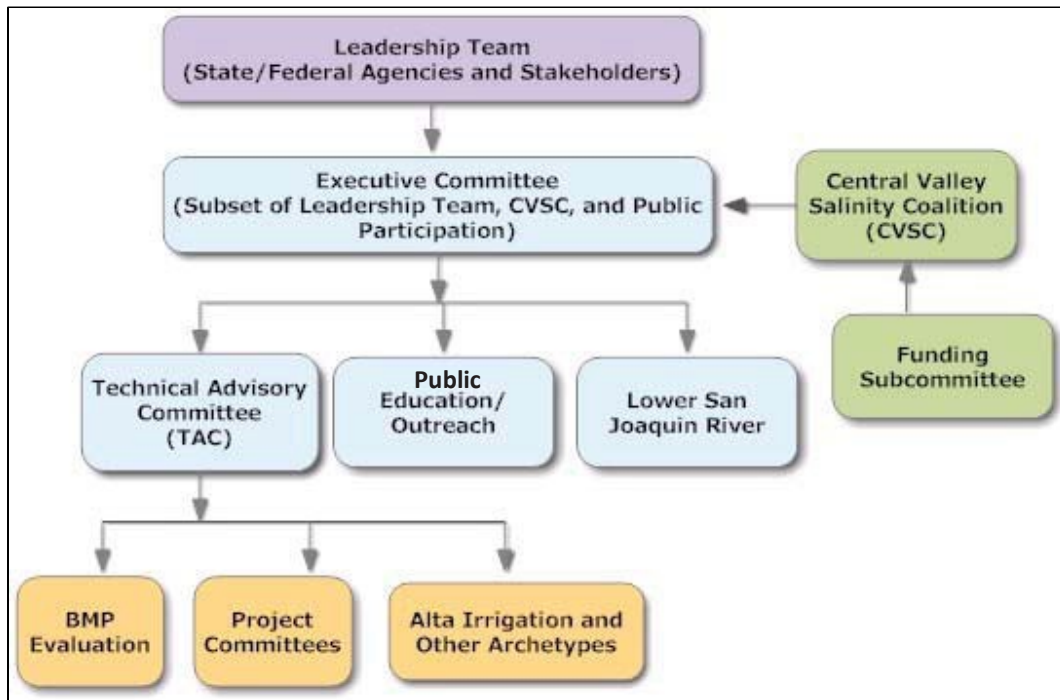 Leadership Team
(State/Federal Agencies and Stakeholders)
Executive Committee
(Subset of Leadership Team, CVSC, and Public
Participation)
Central Valley
Salinity Coalition
(CVSC)
Funding
Subcommittee
Technical Advisory
Committee
(TAC)
Public
Education/
Outreach
Lower San
Joaquin River
BMP
Evaluation
Project
Committees
Alta Irrigation and
Other Archetypes